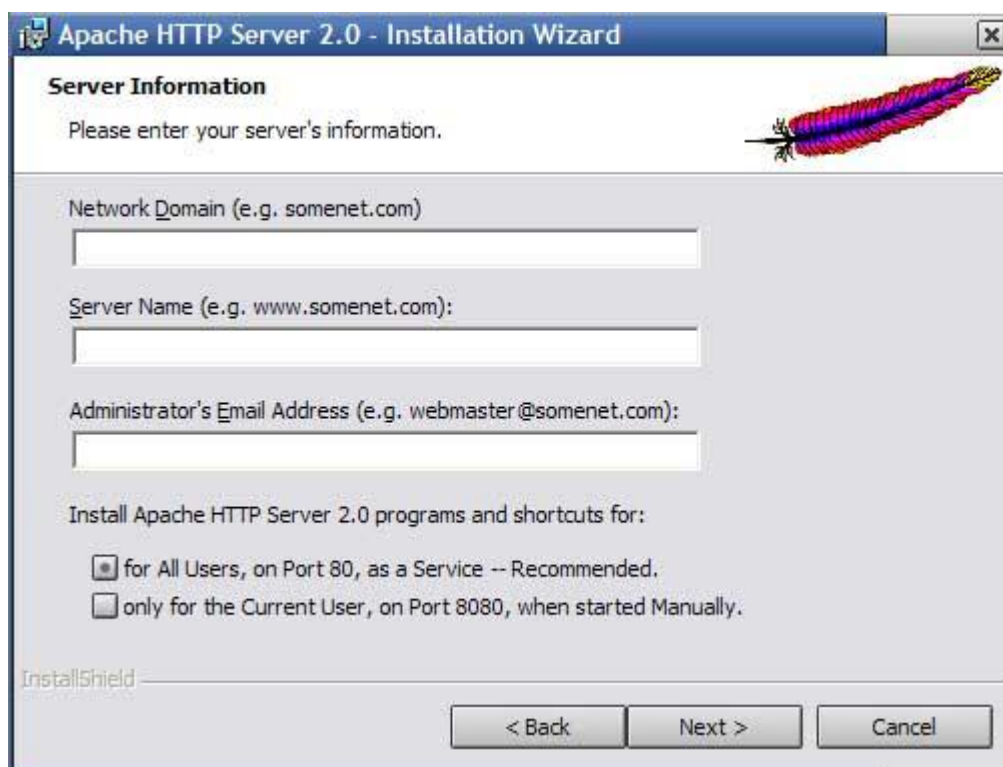 Apache HTTP Server 2.0 - Installation Wizard
Server Information
Please enter your server's information.
Network Domain (e.g. somenet.com)
Server Name (e.g. www.somenet.com):
Administrator's Email Address (e.g. webmaster@somenet.com):
Install Apache HTTP Server 2.0 programs and shortcuts for:
for All Users, on Port 80, as a Service -- Recommended.
only for the Current User, on Port 8080, when started Manually.
InstallShield
< Back Next > Cancel